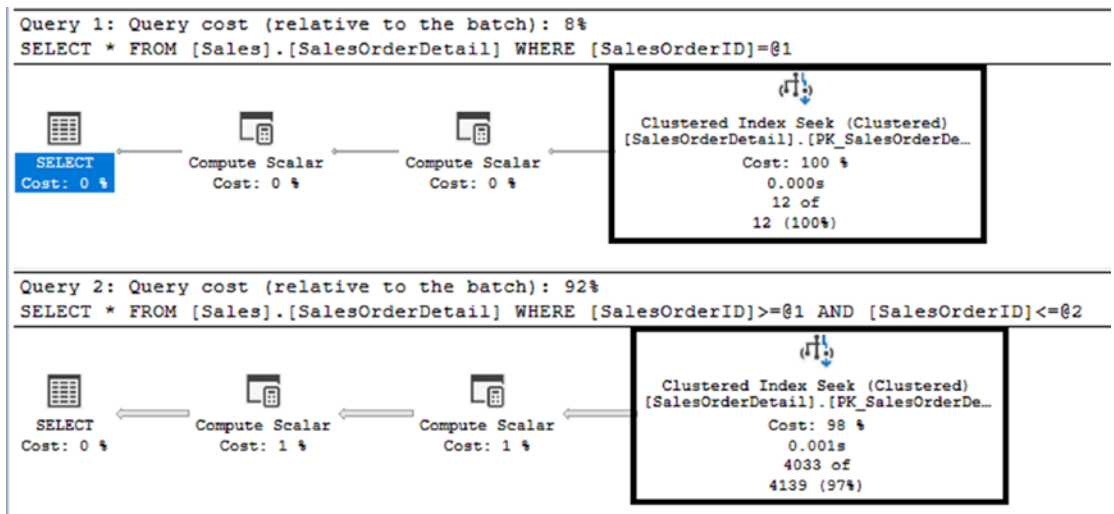 Query 1: Query cost (relative to the batch): 8%
SELECT * FROM [Sales].[SalesOrderDetail] WHERE [SalesOrderID]=@1
Clustered Index Seek (Clustered)
[SalesOrderDetail].[PK_SalesOrderDe…
SELECT
Compute Scalar
Compute Scalar
Cost: 100 %
Cost: 0 %
Cost: 0 %
Cost: 0 %
0.000s
12 of
12 (100%)
Query 2: Query cost (relative to the batch): 92%
SELECT * FROM [Sales].[SalesOrderDetail] WHERE [SalesOrderID]>=@1 AND [SalesOrderID]<=@2
Clustered Index Seek (Clustered)
[SalesOrderDetail].[PK_SalesOrderDe…
SELECT
Compute Scalar
Compute Scalar
Cost: 98 %
Cost: 0 %
Cost: 1 %
Cost: 1 %
0.001s
4033 of
4139 (97%)